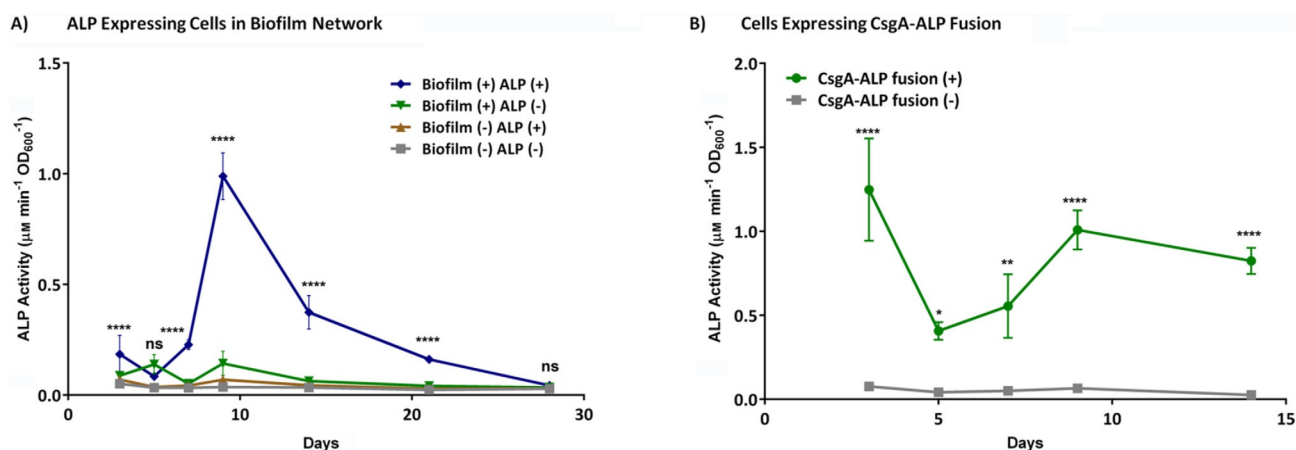 A) ALP Expressing Cells in Biofilm Network
ALP Activity (µM min⁻¹ OD₆₀₀⁻¹)
1.5
1.0
0.5
0.0
Biofilm (+) ALP (+)
Biofilm (+) ALP (-)
Biofilm (-) ALP (+)
Biofilm (-) ALP (-)
****
ns
****
****
****
****
ns
0
10
20
30
Days
B) Cells Expressing CsgA-ALP Fusion
ALP Activity (µM min⁻¹ OD₆₀₀⁻¹)
2.0
1.5
1.0
0.5
0.0
CsgA-ALP fusion (+)
CsgA-ALP fusion (-)
****
*
**
****
****
0
5
10
15
Days